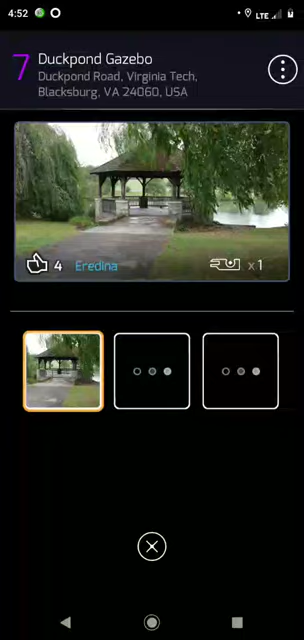 4:52
LTE
7
Duckpond Gazebo
Duckpond Road, Virginia Tech,
Blacksburg, VA 24060, USA
4
Eredina
x1